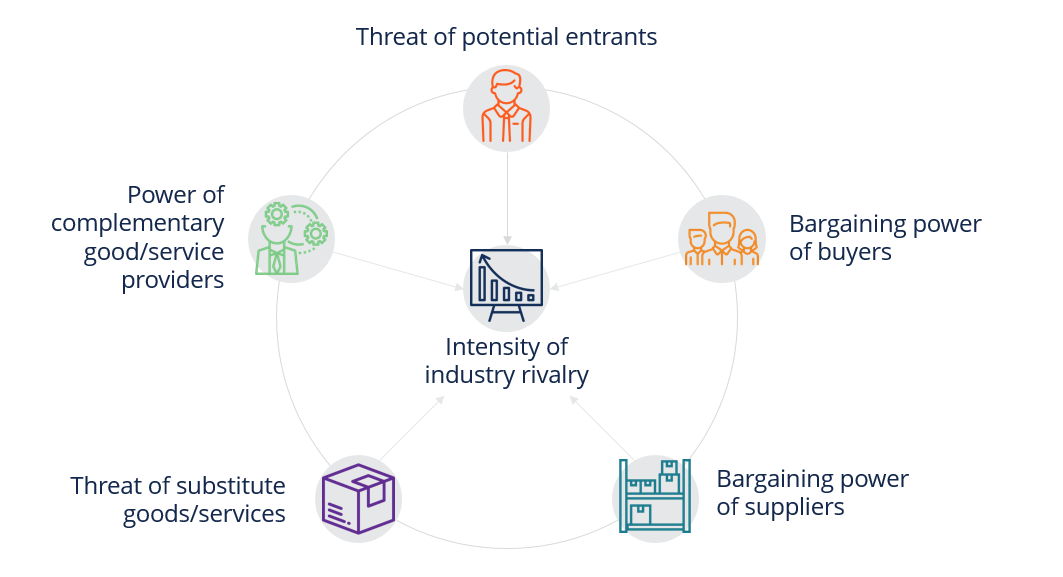 Threat of potential entrants
Power of
complementary
good/service
providers
Bargaining power
of buyers
Intensity of
industry rivalry
Threat of substitute
goods/services
Bargaining power
of suppliers